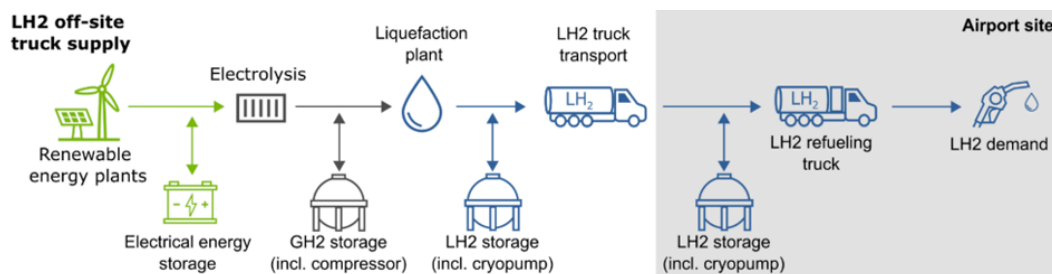 LH2 off-site
truck supply
Airport site
Electrolysis
Liquefaction
plant
LH2 truck
transport
LH₂
LH₂
Renewable
energy plants
LH2 refueling
truck
LH2 demand
Electrical energy
storage
GH2 storage
(incl. compressor)
LH2 storage
(incl. cryopump)
LH2 storage
(incl. cryopump)